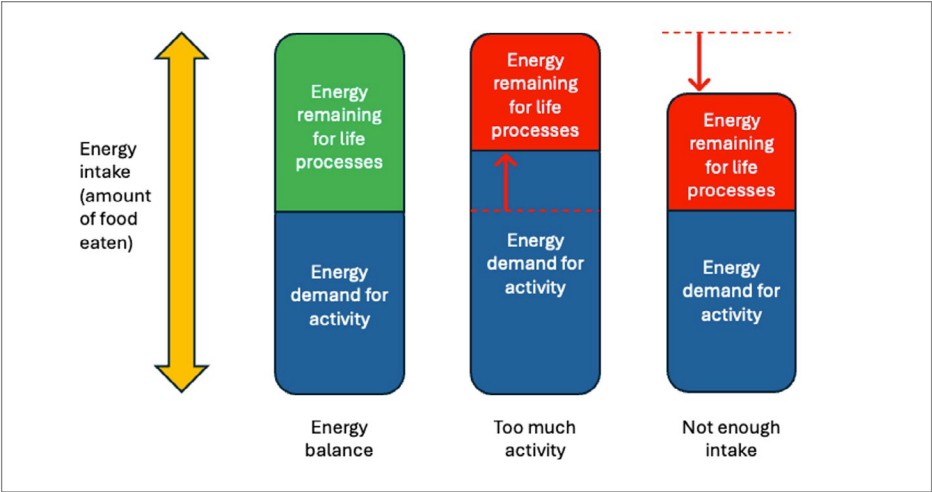 Energy
intake
(amount
of food
eaten)
Energy
remaining
for life
processes
Energy
demand for
activity
Energy
balance
Energy
remaining
for life processes
Energy
demand for
activity
Too much
activity
Energy
remaining
for life
processes
Energy
demand for
activity
Not enough
intake